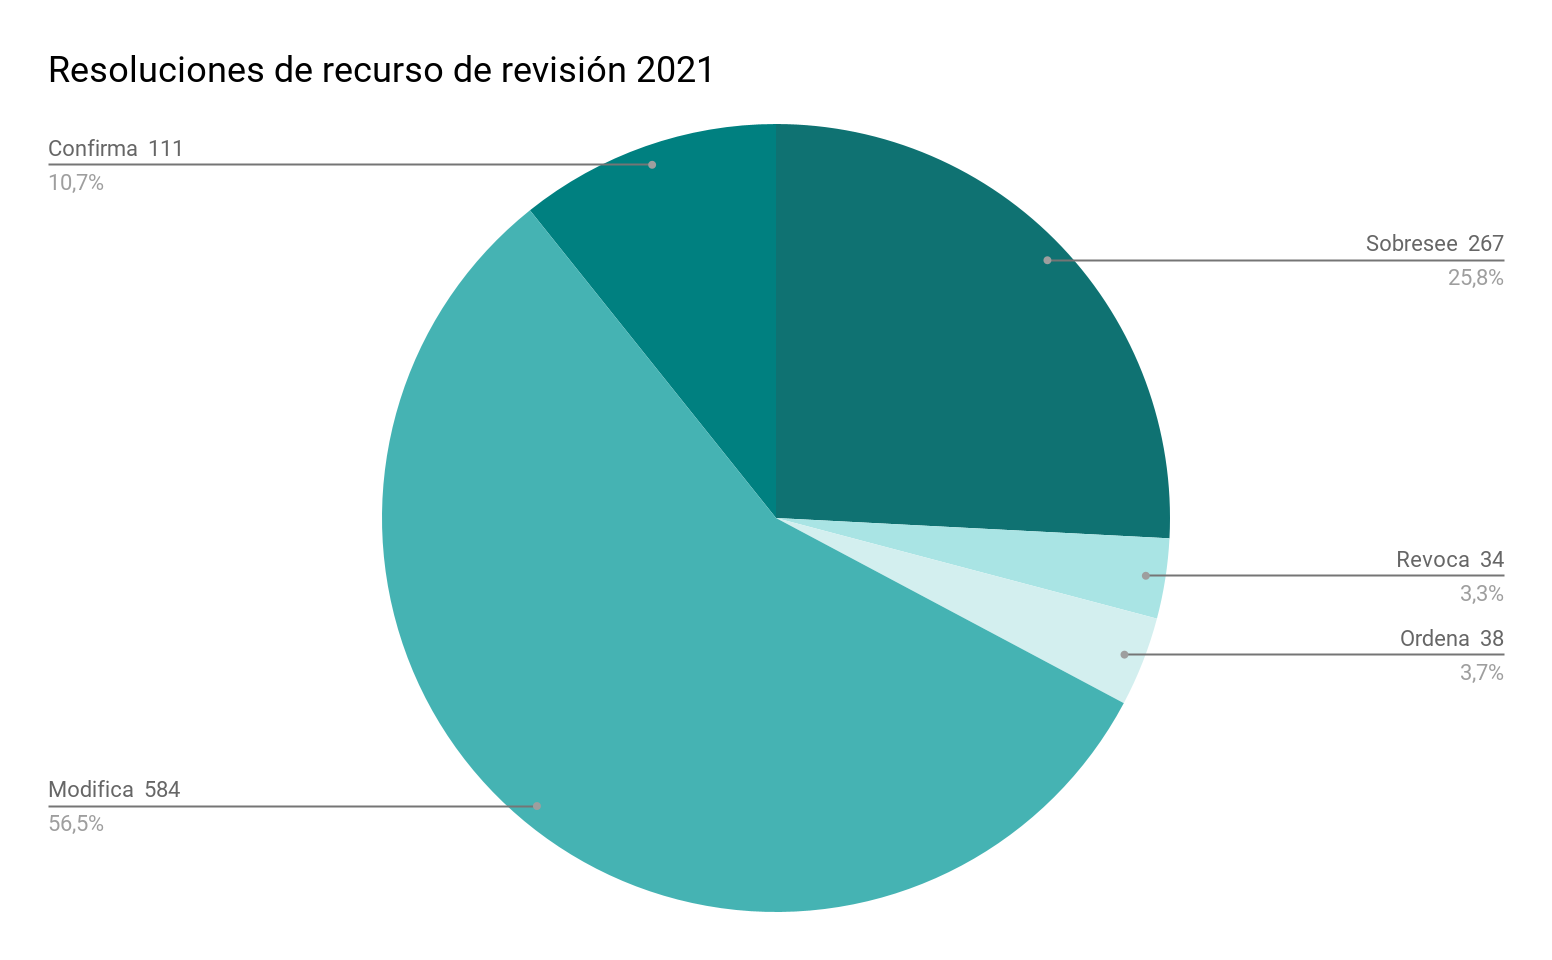 Resoluciones de recurso de revisión 2021
Confirma 111
10,7%
Sobresee 267
25,8%
Revoca 34
3,3%
Ordena 38
3,7%
Modifica 584
56,5%